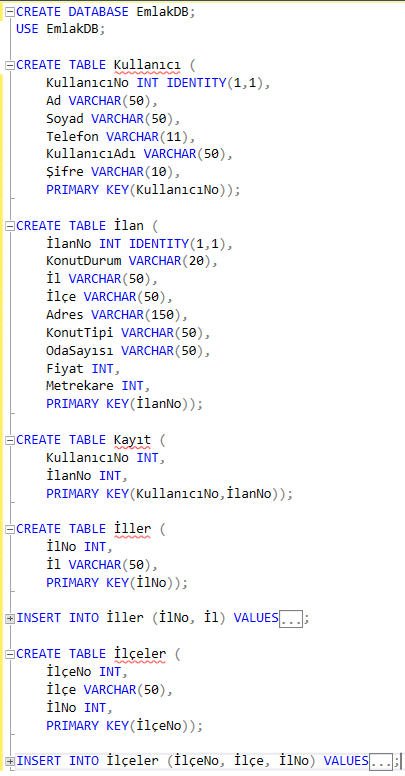 CREATE DATABASE EmlakDB;
USE EmlakDB;
CREATE TABLE Kullanıcı (
KullanıcıNo INT IDENTITY(1,1),
Ad VARCHAR(50),
Soyad VARCHAR(50),
Telefon VARCHAR(11),
KullanıcıAdı VARCHAR(50),
Şifre VARCHAR(10),
PRIMARY KEY(KullanıcıNo));
CREATE TABLE İlan (
İlanNo INT IDENTITY(1,1),
KonutDurum VARCHAR(20),
İl VARCHAR(50),
İlçe VARCHAR(50),
Adres VARCHAR(150),
KonutTipi VARCHAR(50),
OdaSayısı VARCHAR(50),
Fiyat INT,
Metrekare INT,
PRIMARY KEY(İlanNo));
CREATE TABLE Kayıt (
KullanıcıNo INT,
İlanNo INT,
PRIMARY KEY(KullanıcıNo,İlanNo));
CREATE TABLE İller (
İlNo INT,
İl VARCHAR(50),
PRIMARY KEY(İlNo));
INSERT INTO İller (İlNo, İl) VALUES...;
CREATE TABLE İlçeler (
İlçeNo INT,
İlçe VARCHAR(50),
İlNo INT,
PRIMARY KEY(İlçeNo));
INSERT INTO İlçeler (İlçeNo, İlçe, İlNo) VALUES...;